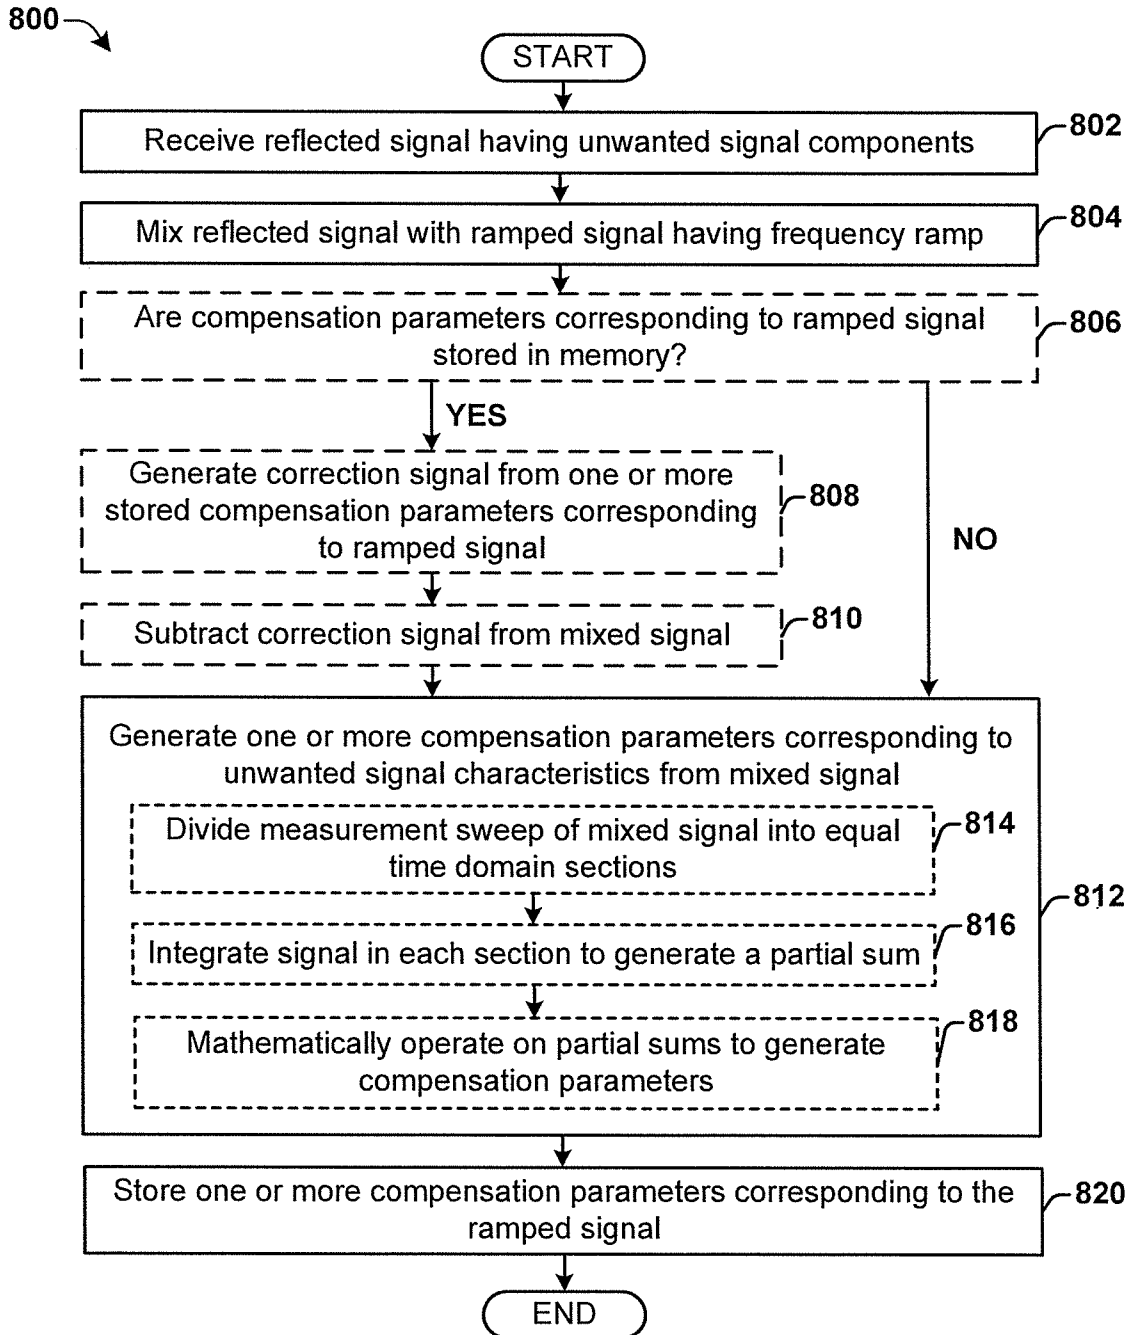 800
START
Receive reflected signal having unwanted signal components
802
Mix reflected signal with ramped signal having frequency ramp
804
Are compensation parameters corresponding to ramped signal
stored in memory?
806
YES
NO
Generate correction signal from one or more
stored compensation parameters corresponding
to ramped signal
808
Subtract correction signal from mixed signal
810
Generate one or more compensation parameters corresponding to
unwanted signal characteristics from mixed signal
812
Divide measurement sweep of mixed signal into equal
time domain sections
814
Integrate signal in each section to generate a partial sum
816
Mathematically operate on partial sums to generate
compensation parameters
818
Store one or more compensation parameters corresponding to the
ramped signal
820
END